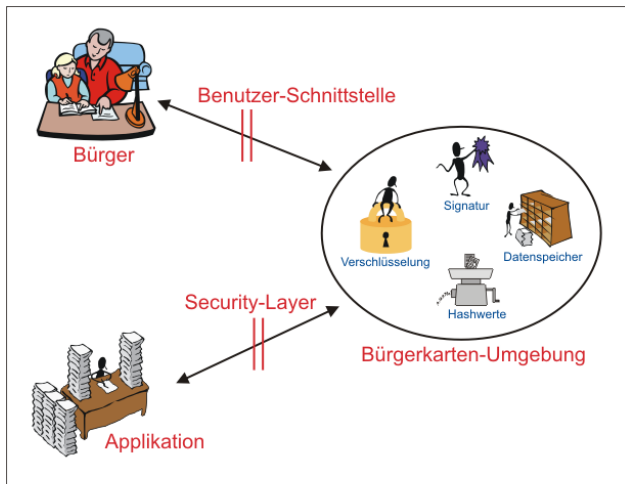 Benutzer-Schnittstelle
Bürger
Signatur
Verschlüsselung
Datenspeicher
Security-Layer
Hashwerte
Bürgerkarten-Umgebung
Applikation